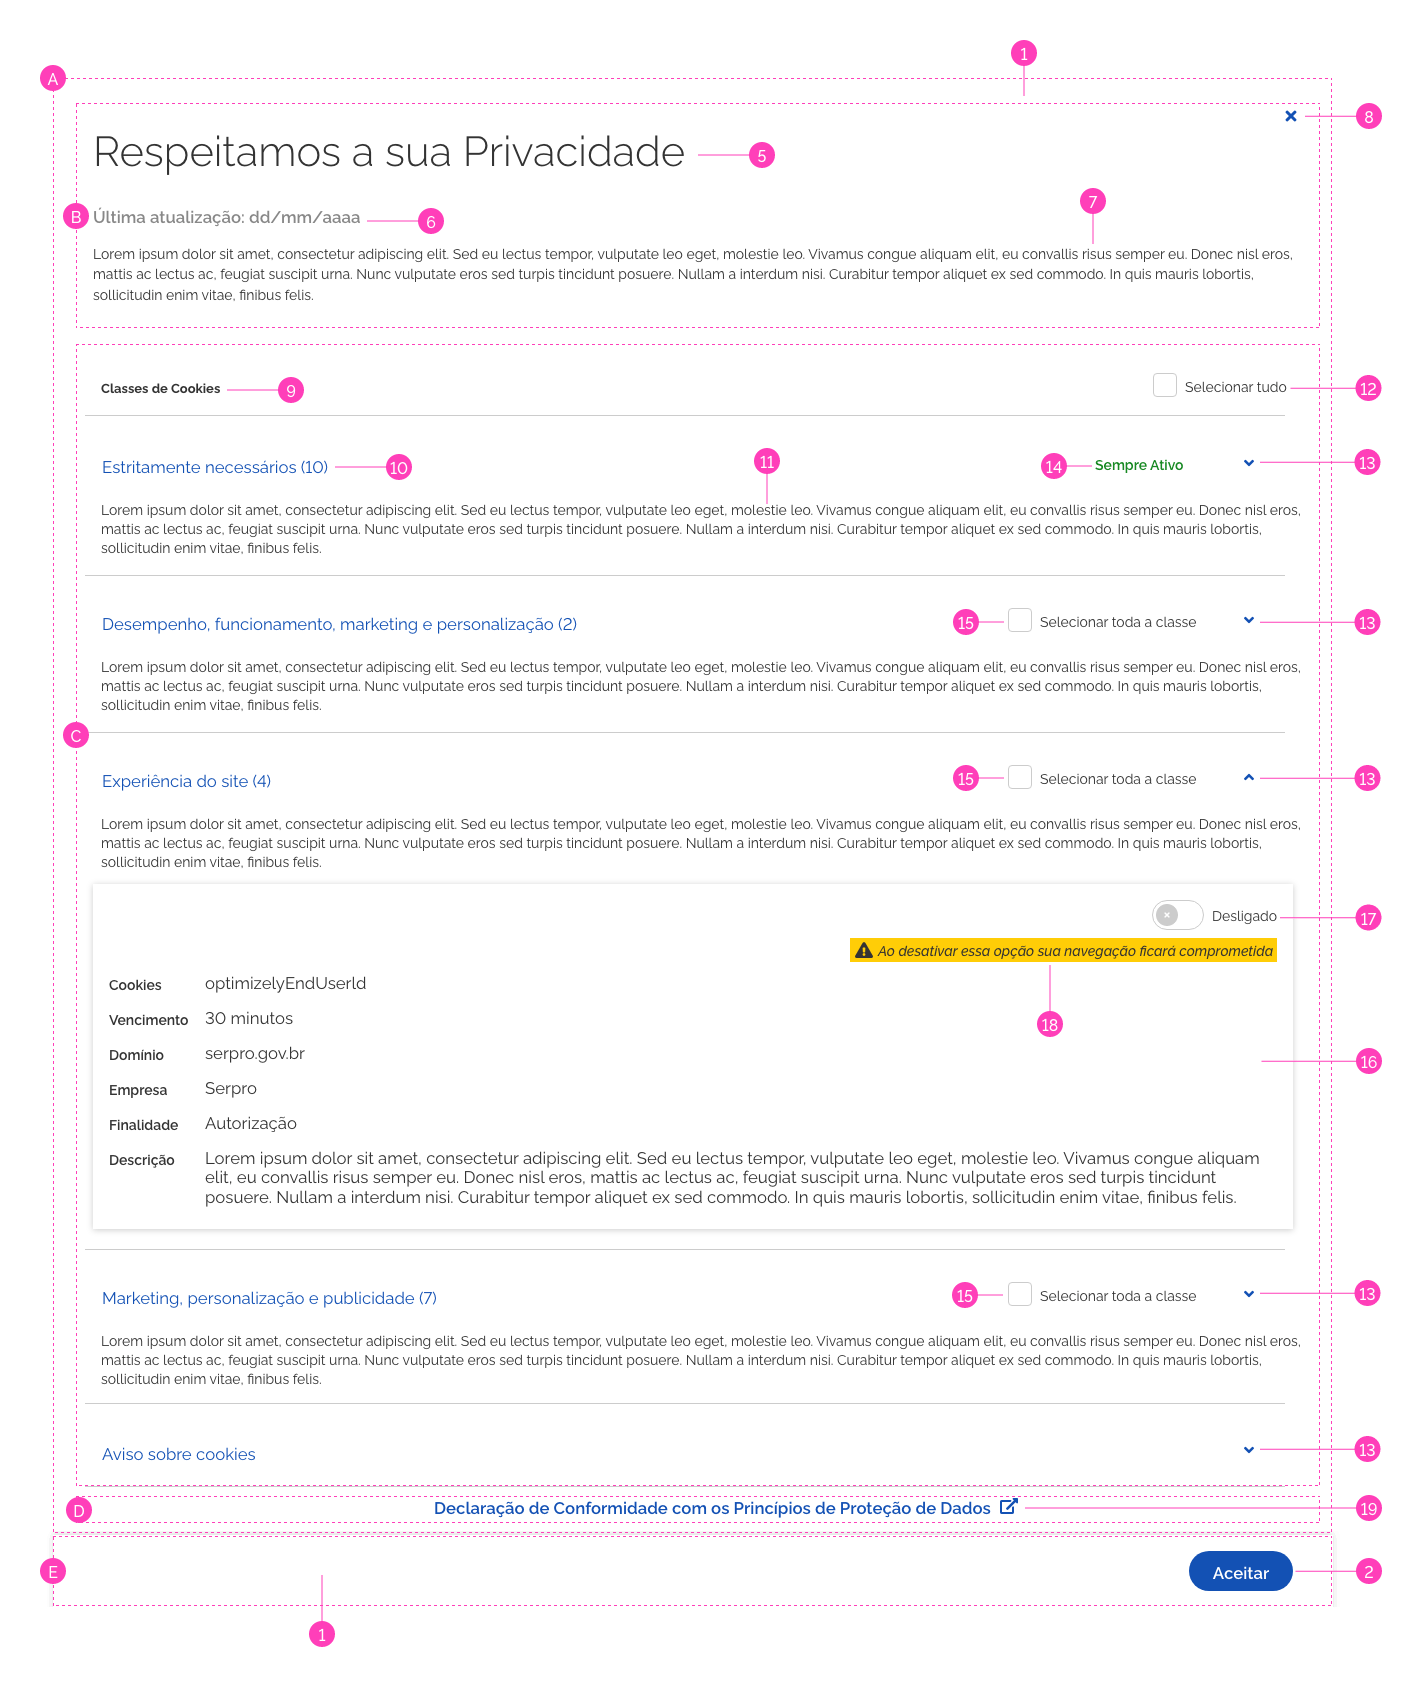 1
A
8
Respeitamos a sua Privacidade
5
7
B
Última atualização: dd/mm/aaaa
6
Lorem ipsum dolor sit amet, consectetur adipiscing elit. Sed eu lectus tempor, vulputate leo eget, molestie leo. Vivamus congue aliquam elit, eu convallis risus semper eu. Donec nisl eros,
mattis ac lectus ac, feugiat suscipit urna. Nunc vulputate eros sed turpis tincidunt posuere. Nullam a interdum nisi. Curabitur tempor aliquet ex sed commodo. In quis mauris lobortis,
sollicitudin enim vitae, finibus felis.
Classes de Cookies
9
Selecionar tudo
12
Estritamente necessários (10)
10
11
14
Sempre Ativo
13
Lorem ipsum dolor sit amet, consectetur adipiscing elit. Sed eu lectus tempor, vulputate leo eget, molestie leo. Vivamus congue aliquam elit, eu convallis risus semper eu. Donec nisl eros,
mattis ac lectus ac, feugiat suscipit urna. Nunc vulputate eros sed turpis tincidunt posuere. Nullam a interdum nisi. Curabitur tempor aliquet ex sed commodo. In quis mauris lobortis,
sollicitudin enim vitae, finibus felis.
Desempenho, funcionamento, marketing e personalização (2)
15
Selecionar toda a classe
13
Lorem ipsum dolor sit amet, consectetur adipiscing elit. Sed eu lectus tempor, vulputate leo eget, molestie leo. Vivamus congue aliquam elit, eu convallis risus semper eu. Donec nisl eros,
mattis ac lectus ac, feugiat suscipit urna. Nunc vulputate eros sed turpis tincidunt posuere. Nullam a interdum nisi. Curabitur tempor aliquet ex sed commodo. In quis mauris lobortis,
sollicitudin enim vitae, finibus felis.
C
Experiência do site (4)
15
Selecionar toda a classe
13
Lorem ipsum dolor sit amet, consectetur adipiscing elit. Sed eu lectus tempor, vulputate leo eget, molestie leo. Vivamus congue aliquam elit, eu convallis risus semper eu. Donec nisl eros,
mattis ac lectus ac, feugiat suscipit urna. Nunc vulputate eros sed turpis tincidunt posuere. Nullam a interdum nisi. Curabitur tempor aliquet ex sed commodo. In quis mauris lobortis,
sollicitudin enim vitae, finibus felis.
Desligado
17
Ao desativar essa opção sua navegação ficará comprometida
18
16
Cookies optimizelyEndUserld
Vencimento 30 minutos
Domínio serpro.gov.br
Empresa Serpro
Finalidade Autorização
Descrição Lorem ipsum dolor sit amet, consectetur adipiscing elit. Sed eu lectus tempor, vulputate leo eget, molestie leo. Vivamus congue aliquam
elit, eu convallis risus semper eu. Donec nisl eros, mattis ac lectus ac, feugiat suscipit urna. Nunc vulputate eros sed turpis tincidunt
posuere. Nullam a interdum nisi. Curabitur tempor aliquet ex sed commodo. In quis mauris lobortis, sollicitudin enim vitae, finibus felis.
Marketing, personalização e publicidade (7)
15
Selecionar toda a classe
13
Lorem ipsum dolor sit amet, consectetur adipiscing elit. Sed eu lectus tempor, vulputate leo eget, molestie leo. Vivamus congue aliquam elit, eu convallis risus semper eu. Donec nisl eros,
mattis ac lectus ac, feugiat suscipit urna. Nunc vulputate eros sed turpis tincidunt posuere. Nullam a interdum nisi. Curabitur tempor aliquet ex sed commodo. In quis mauris lobortis,
sollicitudin enim vitae, finibus felis.
Aviso sobre cookies
13
D
Declaração de Conformidade com os Princípios de Proteção de Dados
19
E
Aceitar
2
1